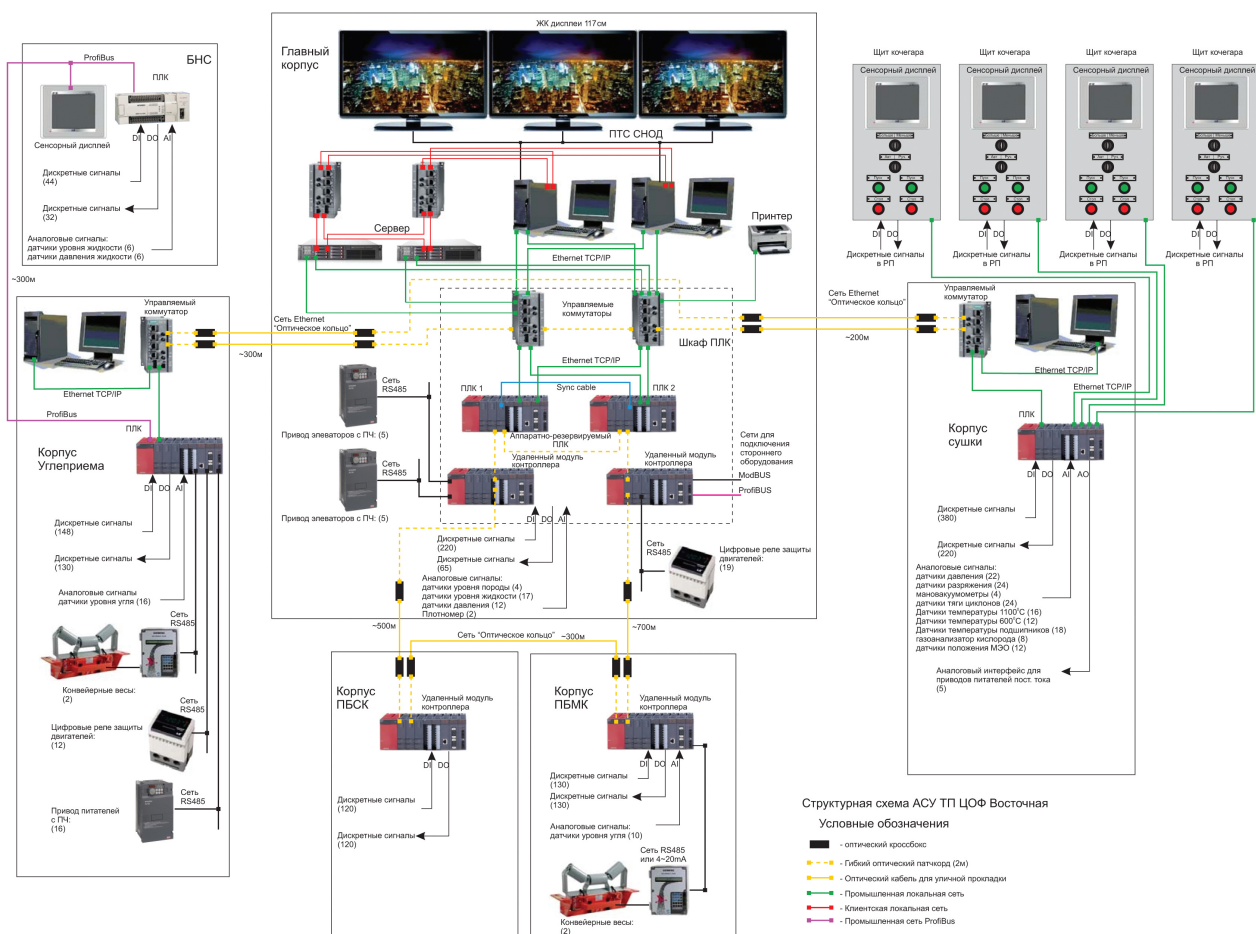 БНС
ProfiBus
ПЛК
Сенсорный дисплей
DI
DO
AI
Дискретные сигналы
(44)
Дискретные сигналы
(32)
Аналоговые сигналы:
датчики уровня жидкости (6)
датчики давления жидкости (6)
~300м
Управляемый
коммутатор
Сеть Ethernet
"Оптическое кольцо"
~300м
Ethernet TCP/IP
ProfiBus
ПЛК
Корпус
Углеприема
DI
DO
AI
Дискретные сигналы
(148)
Дискретные сигналы
(130)
Аналоговые сигналы
датчики уровня угля (16)
Сеть
RS485
Конвейерные весы:
(2)
Сеть
RS485
Цифровые реле защиты
двигателей:
(12)
Сеть
RS485
Привод питателей
с ПЧ:
(16)
ЖК дисплеи 117см
Главный
корпус
ПТС СНОД
Сервер
Принтер
Ethernet TCP/IP
Управляемые
коммутаторы
Шкаф ПЛК
Ethernet TCP/IP
Сеть
RS485
ПЛК 1
Sync cable
ПЛК 2
Привод элеваторов с ПЧ: (5)
Аппаратно-резервируемый
ПЛК
Сеть
RS485
Удаленный модуль
контроллера
Удаленный модуль
контроллера
Сети для
подключения
стороннего
оборудования
ModBUS
ProfiBUS
Привод элеваторов с ПЧ: (5)
DI
DO
AI
Дискретные сигналы
(220)
Дискретные сигналы
(65)
Аналоговые сигналы:
датчики уровня породы (4)
датчики уровня жидкости (17)
датчики давления (12)
Плотномер (2)
Сеть
RS485
Цифровые реле защиты
двигателей:
(19)
~500м
Сеть "Оптическое кольцо"
~300м
~700м
Корпус
ПБСК
Удаленный модуль
контроллера
DI
DO
Дискретные сигналы
(120)
Дискретные сигналы
(120)
Корпус
ПБМК
Удаленный модуль
контроллера
DI
DO
AI
Дискретные сигналы
(130)
Дискретные сигналы
(130)
Аналоговые сигналы:
датчики уровня угля (10)
Сеть RS485
или 4~20mA
Конвейерные весы:
(2)
Щит кочегара
Щит кочегара
Щит кочегара
Щит кочегара
Сенсорный дисплей
Сенсорный дисплей
Сенсорный дисплей
Сенсорный дисплей
DI
DO
DI
DO
DI
DO
DI
DO
Дискретные сигналы
в РП
Дискретные сигналы
в РП
Дискретные сигналы
в РП
Дискретные сигналы
в РП
Сеть Ethernet
"Оптическое кольцо"
~200м
Управляемый
коммутатор
Ethernet TCP/IP
Ethernet TCP/IP
ПЛК
Корпус
сушки
DI
DO
AI
AO
Дискретные сигналы
(380)
Дискретные сигналы
(220)
Аналоговые сигналы:
датчики давления (22)
датчики разряжения (24)
мановакуумометры (4)
датчики тяги циклонов (24)
Датчики температуры 1100°С (16)
Датчики температуры 600°С (12)
Датчики температуры подшипников (18)
газоанализатор кислорода (8)
датчики положения МЭО (12)
Аналоговый интерфейс для
приводов питателей пост. тока
(5)
Структурная схема АСУ ТП ЦОФ Восточная
Условные обозначения
- оптический кроссбокс
- Гибкий оптический патчкорд (2м)
- Оптический кабель для уличной прокладки
- Промышленная локальная сеть
- Клиентская локальная сеть
- Промышленная сеть ProfiBus